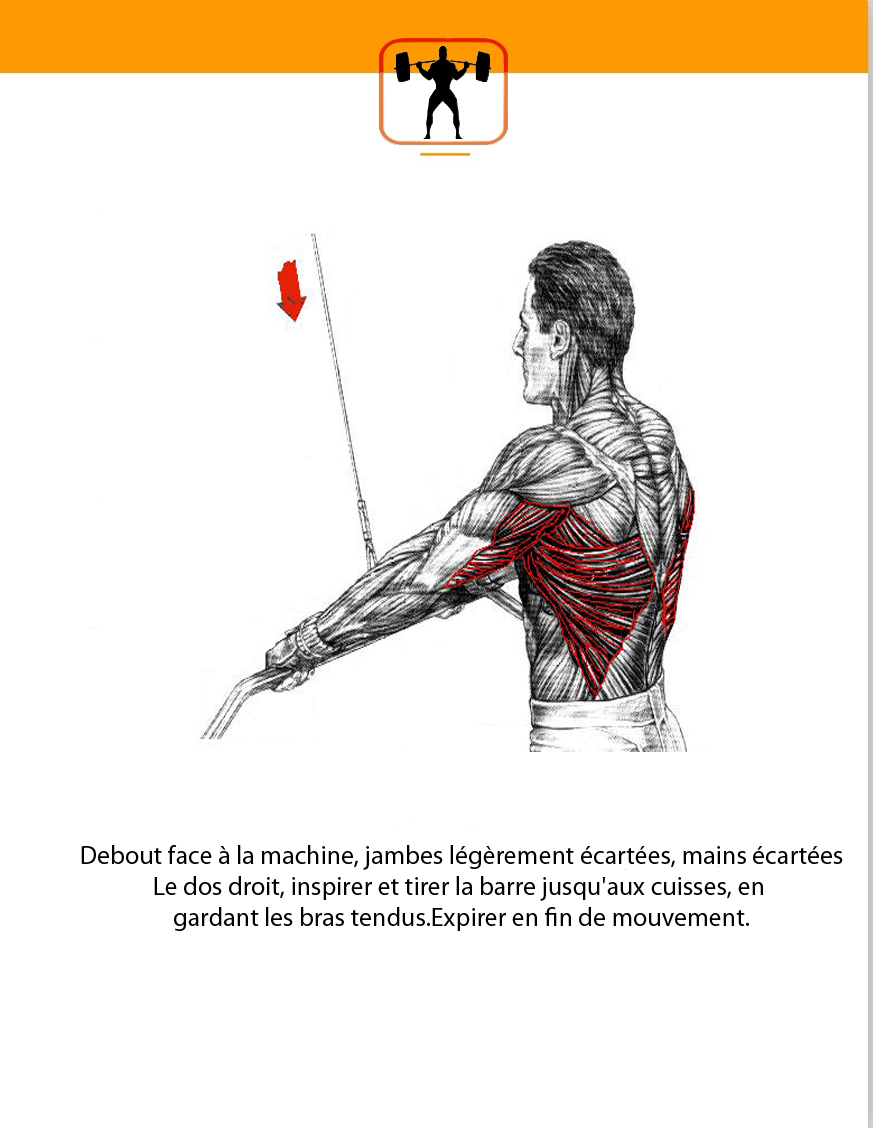 Debout face à la machine, jambes légèrement écartées, mains écartées
Le dos droit, inspirer et tirer la barre jusqu'aux cuisses, en
gardant les bras tendus.Expirer en fin de mouvement.